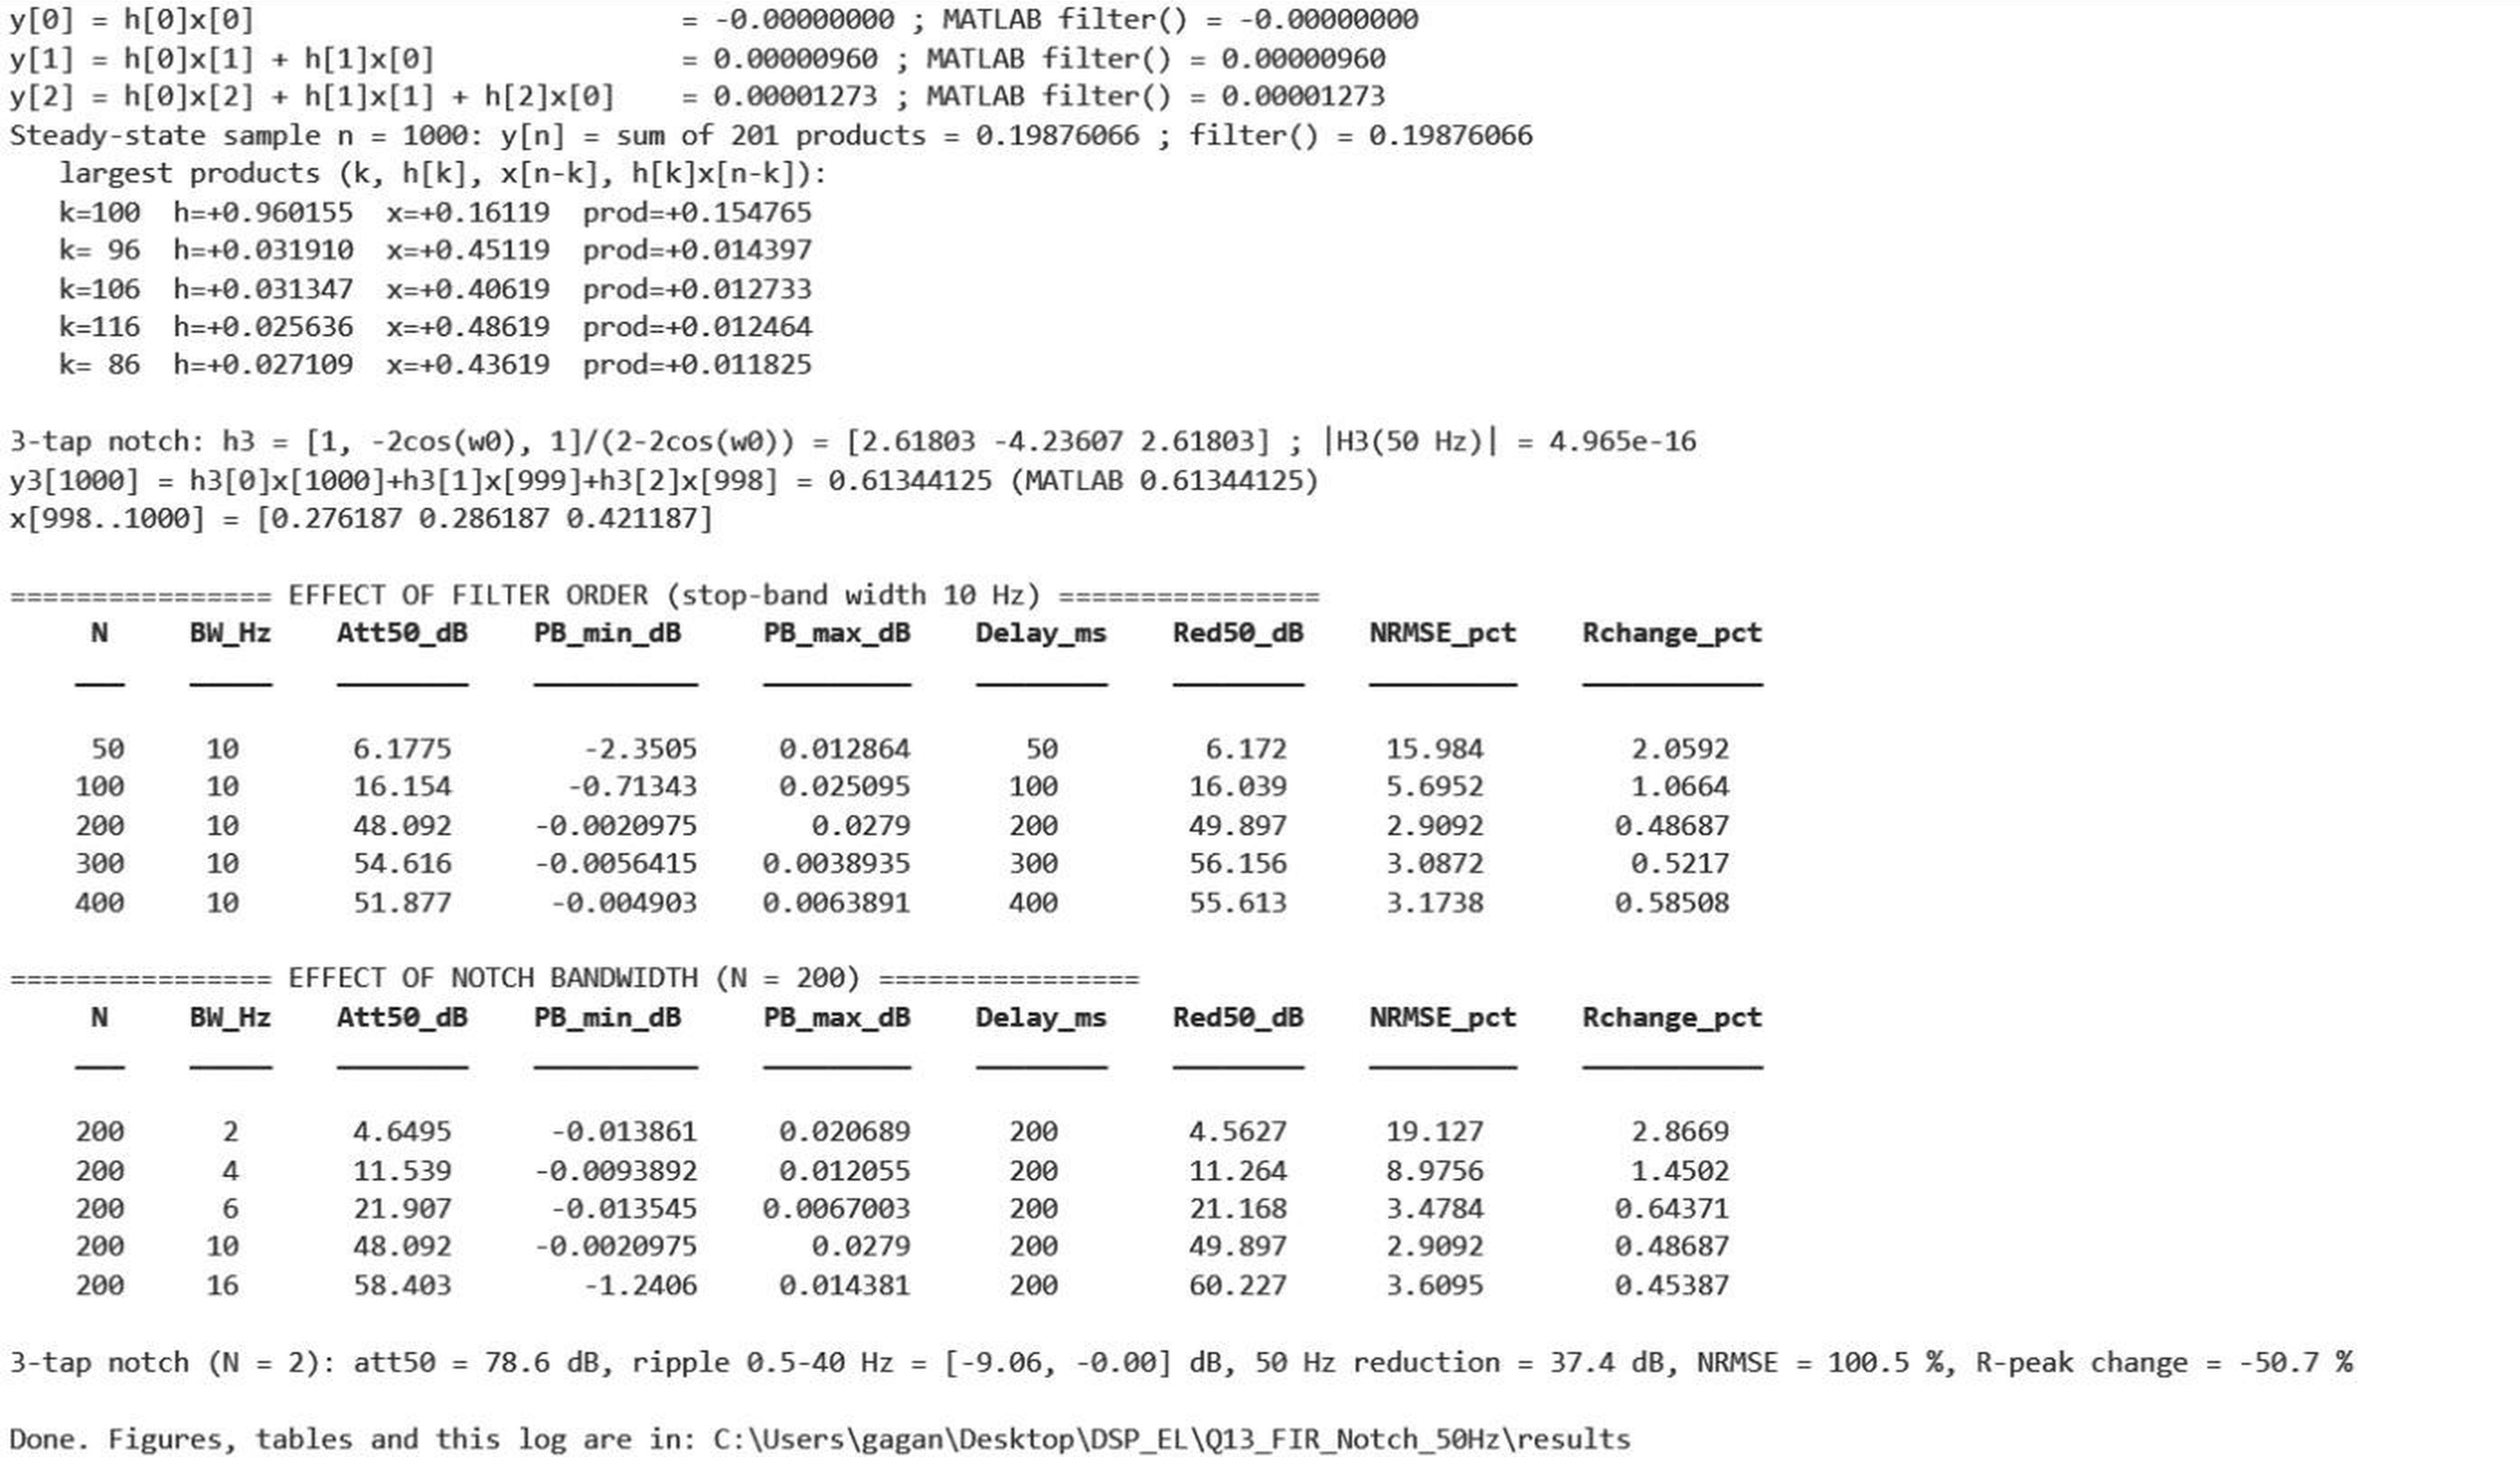 y[0] = h[0]x[0]                          = -0.00000000 ; MATLAB filter() = -0.00000000
y[1] = h[0]x[1] + h[1]x[0]               = 0.00000960 ; MATLAB filter() = 0.00000960
y[2] = h[0]x[2] + h[1]x[1] + h[2]x[0]    = 0.00001273 ; MATLAB filter() = 0.00001273
Steady-state sample n = 1000: y[n] = sum of 201 products = 0.19876066 ; filter() = 0.19876066
   largest products (k, h[k], x[n-k], h[k]x[n-k]):
   k=100  h=+0.960155  x=+0.16119  prod=+0.154765
   k= 96  h=+0.031910  x=+0.45119  prod=+0.014397
   k=106  h=+0.031347  x=+0.40619  prod=+0.012733
   k=116  h=+0.025636  x=+0.48619  prod=+0.012464
   k= 86  h=+0.027109  x=+0.43619  prod=+0.011825
3-tap notch: h3 = [1, -2cos(w0), 1]/(2-2cos(w0)) = [2.61803 -4.23607 2.61803] ; |H3(50 Hz)| = 4.965e-16
y3[1000] = h3[0]x[1000]+h3[1]x[999]+h3[2]x[998] = 0.61344125 (MATLAB 0.61344125)
x[998..1000] = [0.276187 0.286187 0.421187]
================ EFFECT OF FILTER ORDER (stop-band width 10 Hz) ================
N    BW_Hz    Att50_dB    PB_min_dB    PB_max_dB    Delay_ms    Red50_dB    NRMSE_pct    Rchange_pct
50    10    6.1775    -2.3505    0.012864    50    6.172    15.984    2.0592
100    10    16.154    -0.71343    0.025095    100    16.039    5.6952    1.0664
200    10    48.092    -0.0020975    0.0279    200    49.897    2.9092    0.48687
300    10    54.616    -0.0056415    0.0038935    300    56.156    3.0872    0.5217
400    10    51.877    -0.004903    0.0063891    400    55.613    3.1738    0.58508
================ EFFECT OF NOTCH BANDWIDTH (N = 200) ================
N    BW_Hz    Att50_dB    PB_min_dB    PB_max_dB    Delay_ms    Red50_dB    NRMSE_pct    Rchange_pct
200    2    4.6495    -0.013861    0.020689    200    4.5627    19.127    2.8669
200    4    11.539    -0.0093892    0.012055    200    11.264    8.9756    1.4502
200    6    21.907    -0.013545    0.0067003    200    21.168    3.4784    0.64371
200    10    48.092    -0.0020975    0.0279    200    49.897    2.9092    0.48687
200    16    58.403    -1.2406    0.014381    200    60.227    3.6095    0.45387
3-tap notch (N = 2): att50 = 78.6 dB, ripple 0.5-40 Hz = [-9.06, -0.00] dB, 50 Hz reduction = 37.4 dB, NRMSE = 100.5 %, R-peak change = -50.7 %
Done. Figures, tables and this log are in: C:\Users\gagan\Desktop\DSP_EL\Q13_FIR_Notch_50Hz\results